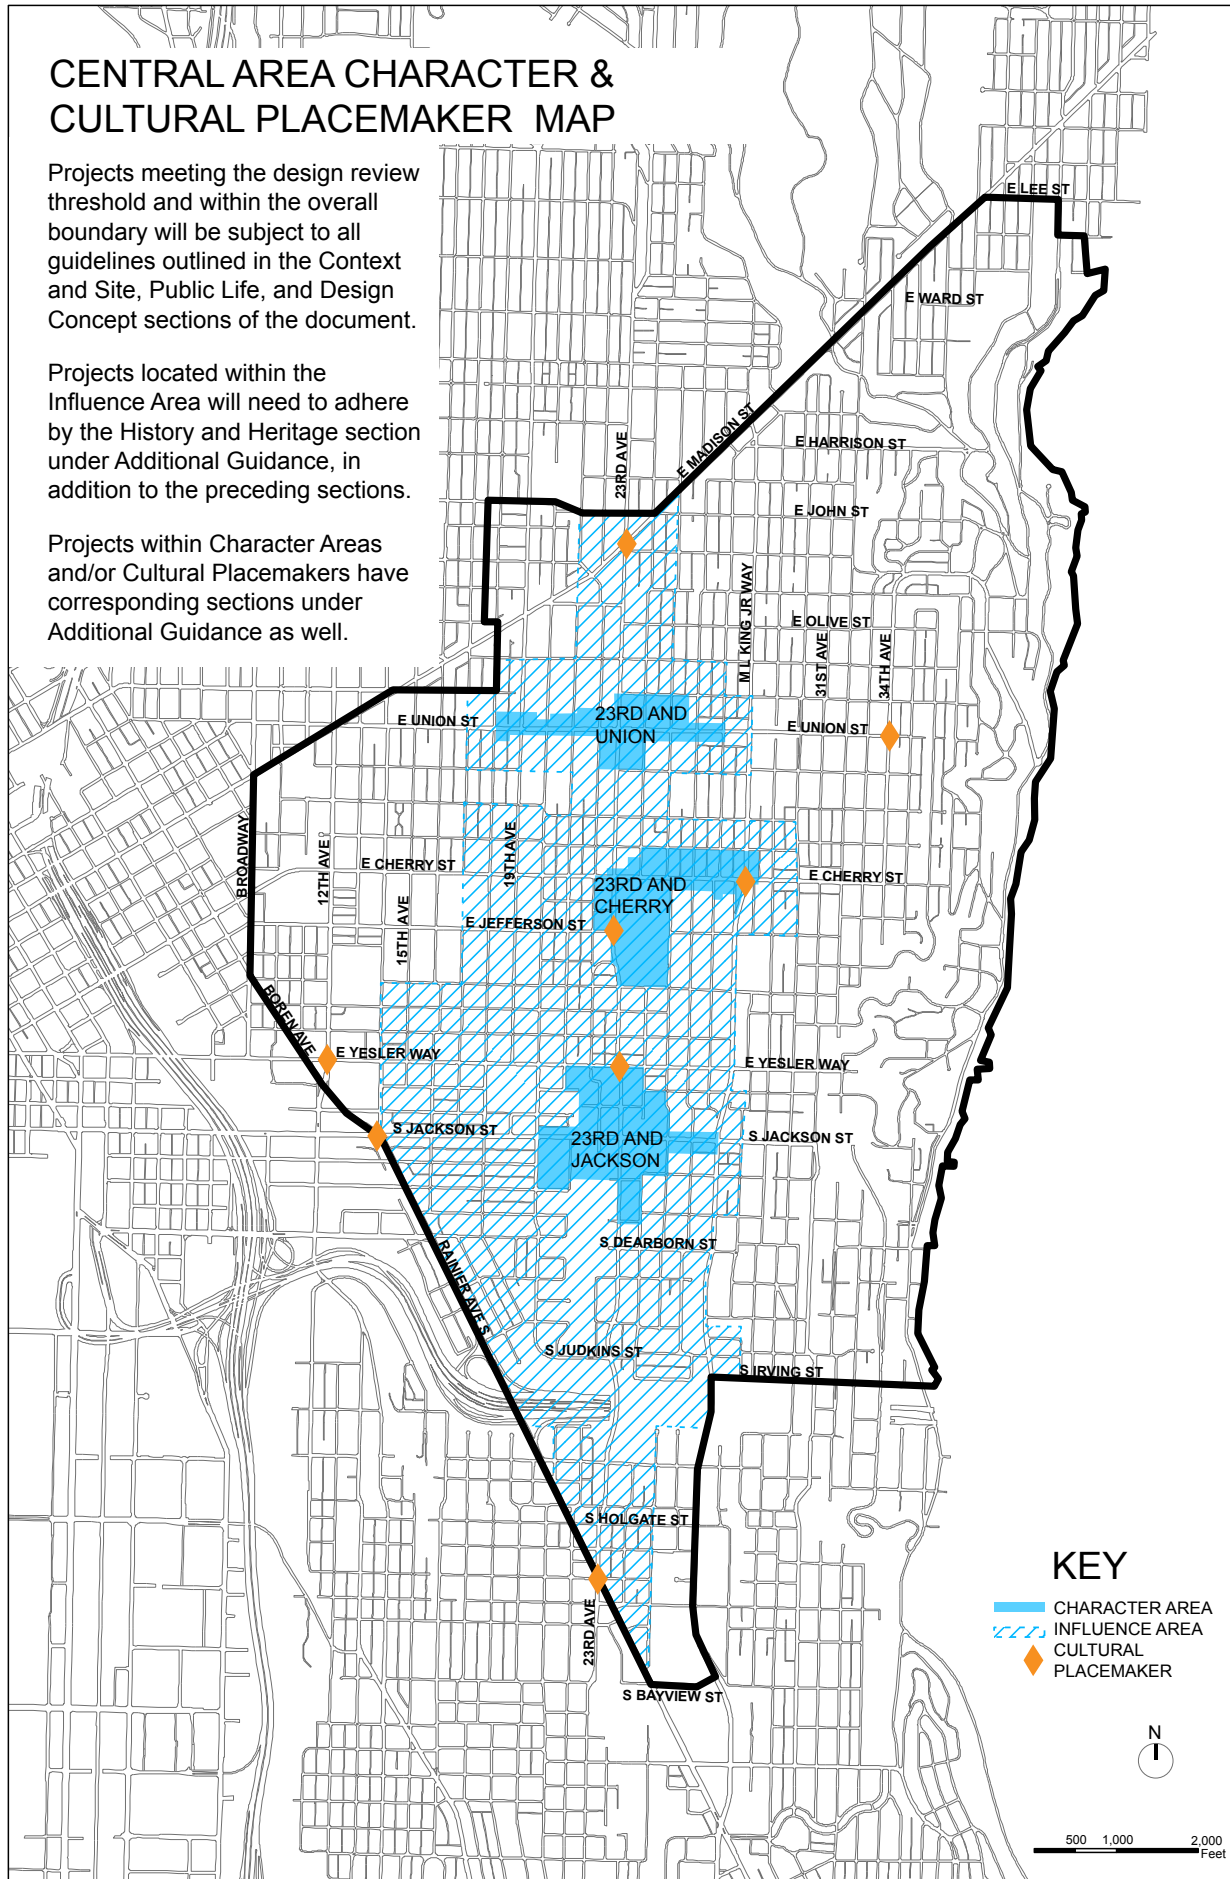 CENTRAL AREA CHARACTER &
CULTURAL PLACEMAKER MAP
Projects meeting the design review
threshold and within the overall
boundary will be subject to all
guidelines outlined in the Context
and Site, Public Life, and Design
Concept sections of the document.
Projects located within the
Influence Area will need to adhere
by the History and Heritage section
under Additional Guidance, in
addition to the preceding sections.
Projects within Character Areas
and/or Cultural Placemakers have
corresponding sections under
Additional Guidance as well.
E LEE ST
E WARD ST
E MADISON ST
23RD AVE
E HARRISON ST
E JOHN ST
M L KING JR WAY
E OLIVE ST
31ST AVE
34TH AVE
E UNION ST
23RD AND
UNION
E UNION ST
BROADWAY
12TH AVE
19TH AVE
E CHERRY ST
23RD AND
CHERRY
E CHERRY ST
15TH AVE
E JEFFERSON ST
BOREN AVE
E YESLER WAY
E YESLER WAY
S JACKSON ST
23RD AND
JACKSON
S JACKSON ST
RAINIER AVE S
S DEARBORN ST
S JUDKINS ST
S IRVING ST
S HOLGATE ST
23RD AVE
S BAYVIEW ST
KEY
CHARACTER AREA
INFLUENCE AREA
CULTURAL
PLACEMAKER
N
500 1,000 2,000
Feet